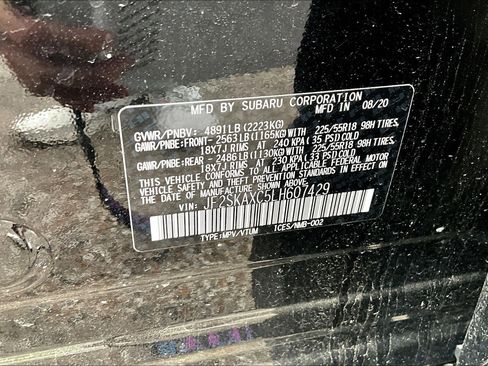 MFD BY SUBARU CORPORATION IN 08/20
GVWR/PNBV: 4891LB(2223KG)
GAWR/PNBE:FRONT- 2563LB(1165KG)WITH 225/55R18 98H TIRES,
18X7J RIMS, AT 240 KPA(35 PSI)COLD
GAWR/PNBE:REAR - 2486LB(1130KG)WITH 225/55R18 98H TIRES,
18X7J RIMS, AT 230 KPA(33 PSI)COLD
THIS VEHICLE CONFORMS TO ALL APPLICABLE FEDERAL MOTOR
VEHICLE SAFETY AND BUMPER STANDARDS IN EFFECT ON
THE DATE OF MANUFACTURE SHOWN ABOVE.
VIN: JF2SKAXC5LH607429
TYPE:MPV/VTUM ICES/NMB-002